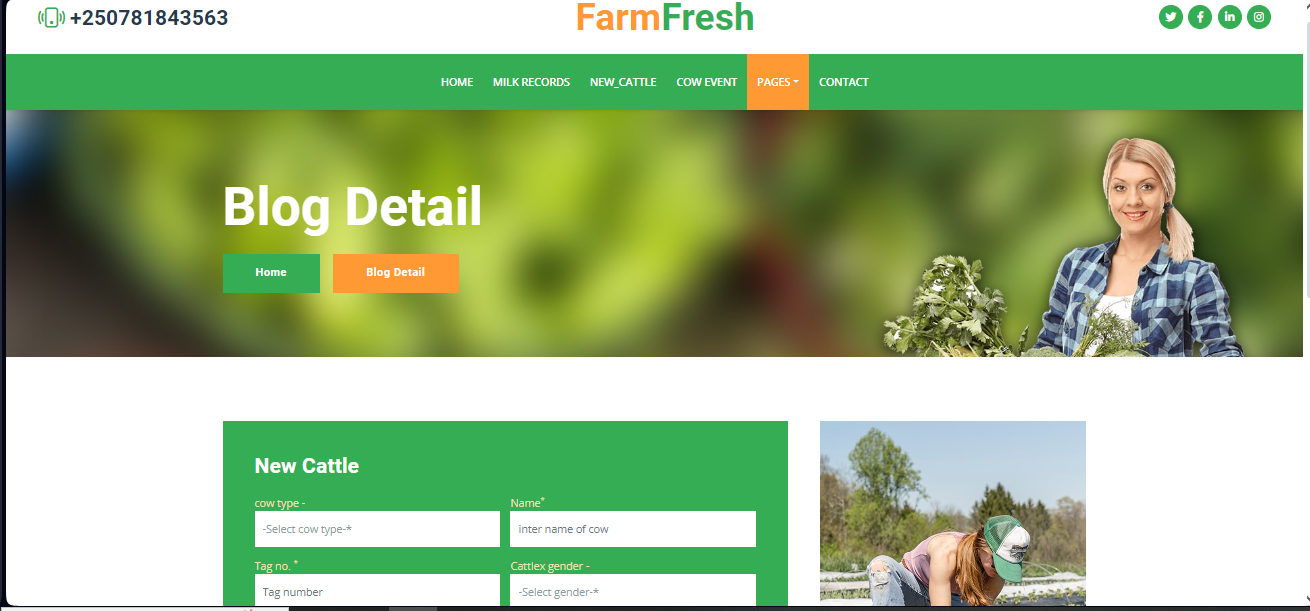 +250781843563
FarmFresh
HOME MILK RECORDS NEW_CATTLE COW EVENT PAGES CONTACT
Blog Detail
Home Blog Detail
New Cattle
cow type - Name*
-Select cow type-* inter name of cow
Tag no. * Cattlex gender -
Tag number -Select gender-*